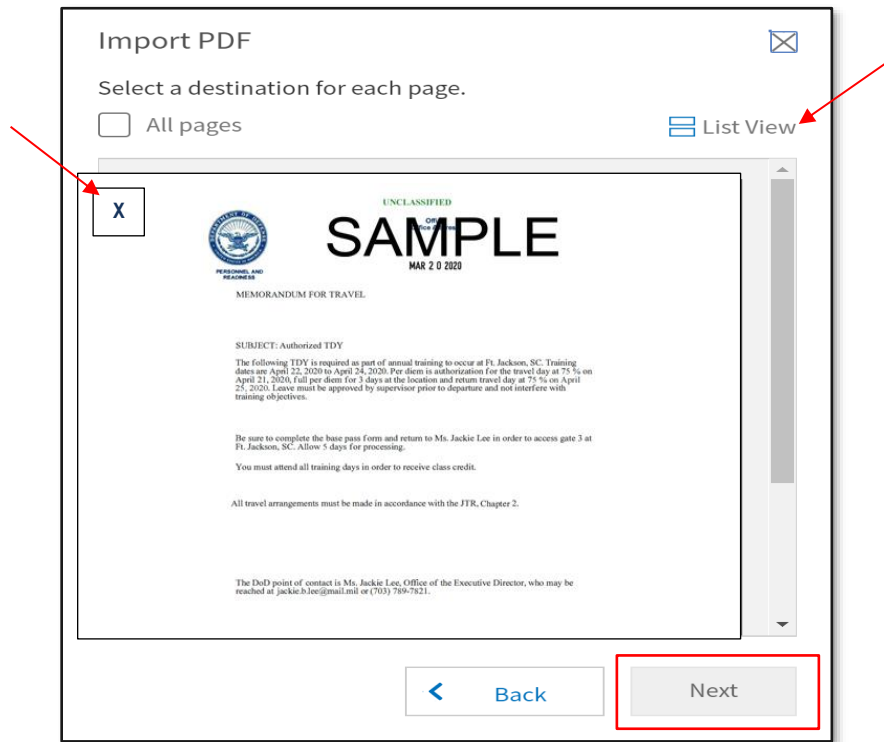 Import PDF
Select a destination for each page.
All pages
List View
X
UNCLASSIFIED
SAMPLE
MAR 2 0 2020
DEPARTMENT OF DEFENSE
PERSONNEL AND
READINESS
MEMORANDUM FOR TRAVEL
SUBJECT: Authorized TDY
The following TDY is required as part of annual training to occur at Ft. Jackson, SC. Training
dates are April 22, 2020 to April 24, 2020. Per diem is authorization for the travel day at 75 % on
April 21, 2020, full per diem for 3 days at the location and return travel day at 75 % on April
25, 2020. Leave must be approved by supervisor prior to departure and not interfere with
training objectives.
Be sure to complete the base pass form and return to Ms. Jackie Lee in order to access gate 3 at
Ft. Jackson, SC. Allow 5 days for processing.
You must attend all training days in order to receive class credit.
All travel arrangements must be made in accordance with the JTR, Chapter 2.
The DoD point of contact is Ms. Jackie Lee, Office of the Executive Director, who may be
reached at jackie.b.lee@mail.mil or (703) 789-7821.
Back
Next